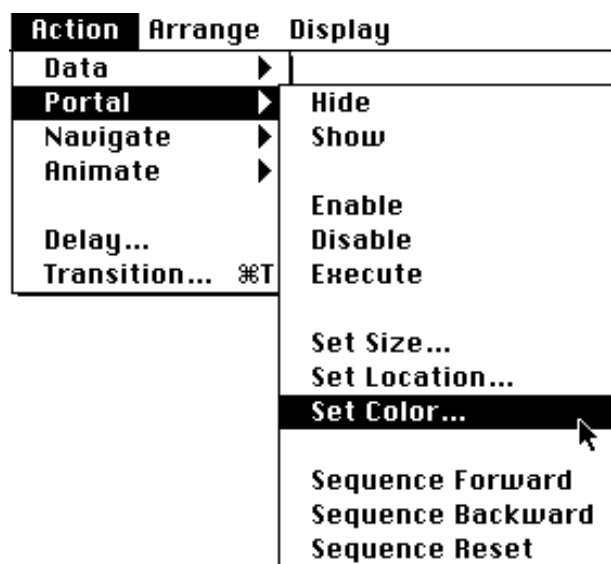 Action Arrange Display
Data
Portal
Navigate
Animate
Delay...
Transition... ⌘T
Hide
Show
Enable
Disable
Execute
Set Size...
Set Location...
Set Color...
Sequence Forward
Sequence Backward
Sequence Reset